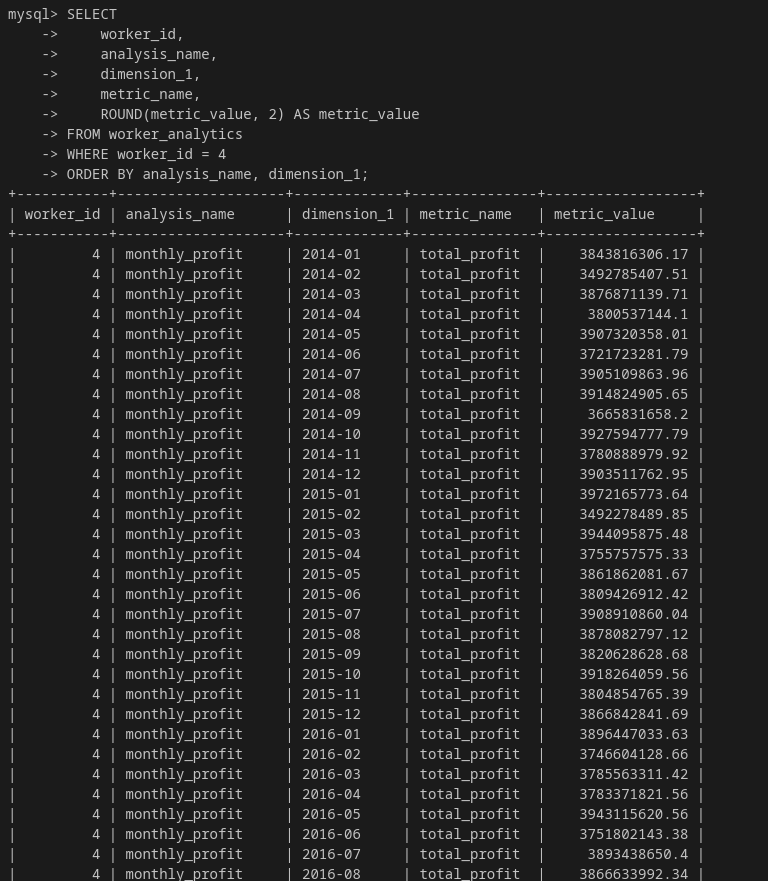 mysql> SELECT
    ->     worker_id,
    ->     analysis_name,
    ->     dimension_1,
    ->     metric_name,
    ->     ROUND(metric_value, 2) AS metric_value
    -> FROM worker_analytics
    -> WHERE worker_id = 4
    -> ORDER BY analysis_name, dimension_1;
+-----------+--------------------+-------------+---------------+-----------------+
| worker_id | analysis_name      | dimension_1 | metric_name   | metric_value    |
+-----------+--------------------+-------------+---------------+-----------------+
|         4 | monthly_profit     | 2014-01     | total_profit  |   3843816306.17 |
|         4 | monthly_profit     | 2014-02     | total_profit  |   3492785407.51 |
|         4 | monthly_profit     | 2014-03     | total_profit  |   3876871139.71 |
|         4 | monthly_profit     | 2014-04     | total_profit  |    3800537144.1 |
|         4 | monthly_profit     | 2014-05     | total_profit  |   3907320358.01 |
|         4 | monthly_profit     | 2014-06     | total_profit  |   3721723281.79 |
|         4 | monthly_profit     | 2014-07     | total_profit  |   3905109863.96 |
|         4 | monthly_profit     | 2014-08     | total_profit  |   3914824905.65 |
|         4 | monthly_profit     | 2014-09     | total_profit  |    3665831658.2 |
|         4 | monthly_profit     | 2014-10     | total_profit  |   3927594777.79 |
|         4 | monthly_profit     | 2014-11     | total_profit  |   3780888979.92 |
|         4 | monthly_profit     | 2014-12     | total_profit  |   3903511762.95 |
|         4 | monthly_profit     | 2015-01     | total_profit  |   3972165773.64 |
|         4 | monthly_profit     | 2015-02     | total_profit  |   3492278489.85 |
|         4 | monthly_profit     | 2015-03     | total_profit  |   3944095875.48 |
|         4 | monthly_profit     | 2015-04     | total_profit  |   3755757575.33 |
|         4 | monthly_profit     | 2015-05     | total_profit  |   3861862081.67 |
|         4 | monthly_profit     | 2015-06     | total_profit  |   3809426912.42 |
|         4 | monthly_profit     | 2015-07     | total_profit  |   3908910860.04 |
|         4 | monthly_profit     | 2015-08     | total_profit  |   3878082797.12 |
|         4 | monthly_profit     | 2015-09     | total_profit  |   3820628628.68 |
|         4 | monthly_profit     | 2015-10     | total_profit  |   3918264059.56 |
|         4 | monthly_profit     | 2015-11     | total_profit  |   3804854765.39 |
|         4 | monthly_profit     | 2015-12     | total_profit  |   3866842841.69 |
|         4 | monthly_profit     | 2016-01     | total_profit  |   3896447033.63 |
|         4 | monthly_profit     | 2016-02     | total_profit  |   3746604128.66 |
|         4 | monthly_profit     | 2016-03     | total_profit  |   3785563311.42 |
|         4 | monthly_profit     | 2016-04     | total_profit  |   3783371821.56 |
|         4 | monthly_profit     | 2016-05     | total_profit  |   3943115620.56 |
|         4 | monthly_profit     | 2016-06     | total_profit  |   3751802143.38 |
|         4 | monthly_profit     | 2016-07     | total_profit  |    3893438650.4 |
|         4 | monthly_profit     | 2016-08     | total_profit  |   3866633992.34 |